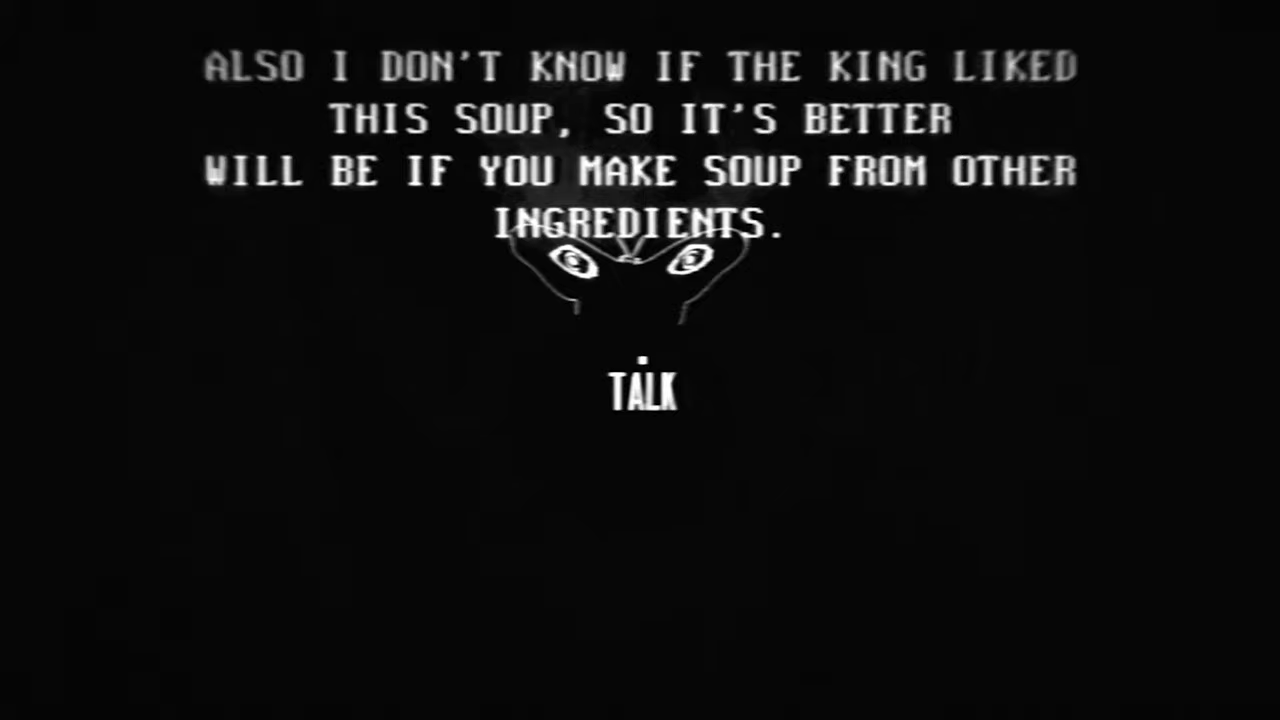 ALSO I DON'T KNOW IF THE KING LIKED
THIS SOUP, SO IT'S BETTER
WILL BE IF YOU MAKE SOUP FROM OTHER
INGREDIENTS.
TALK